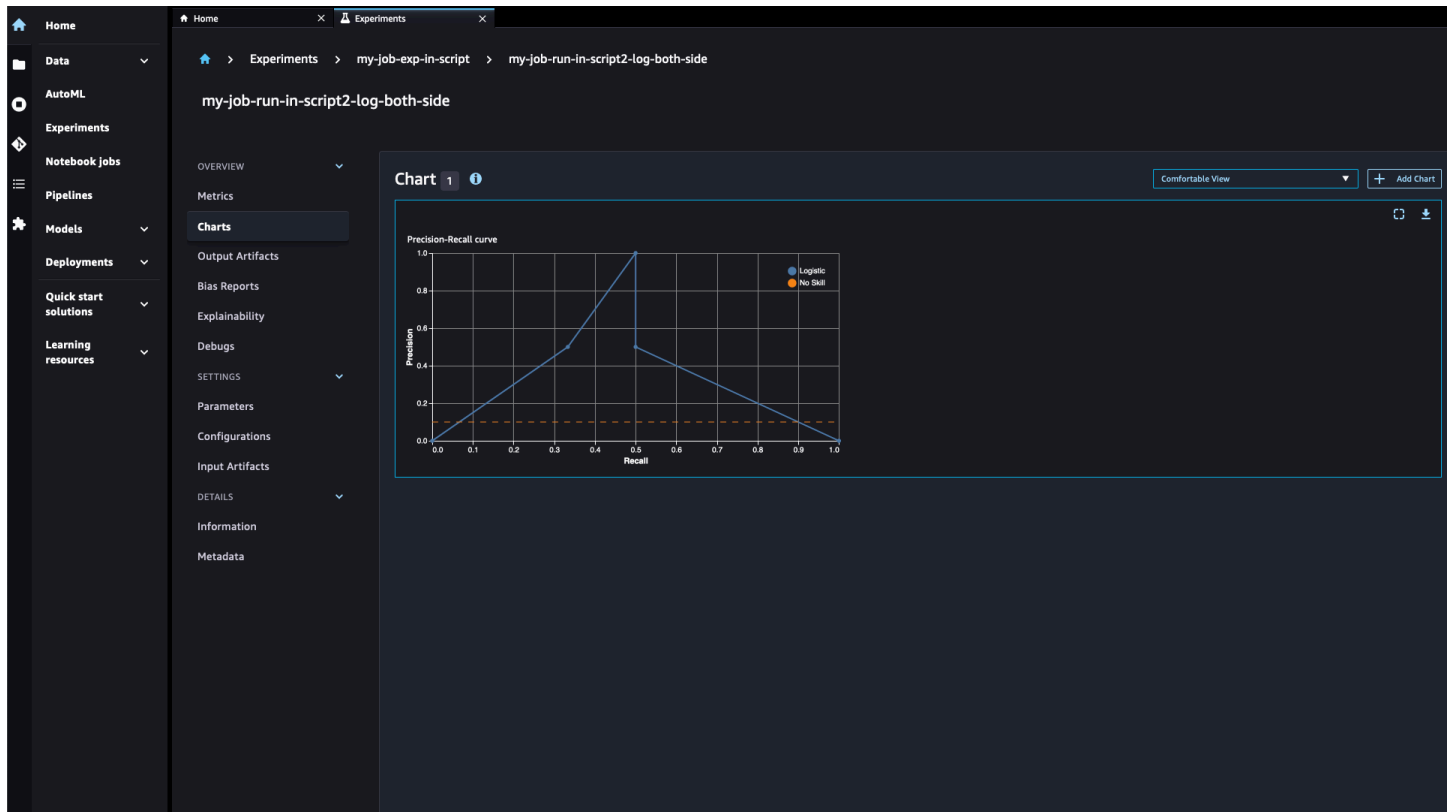 Home
Data
AutoML
Experiments
Notebook jobs
Pipelines
Models
Deployments
Quick start
solutions
Learning
resources
Home
Experiments
Experiments > my-job-exp-in-script > my-job-run-in-script2-log-both-side
my-job-run-in-script2-log-both-side
OVERVIEW
Metrics
Charts
Output Artifacts
Bias Reports
Explainability
Debugs
SETTINGS
Parameters
Configurations
Input Artifacts
DETAILS
Information
Metadata
Chart 1
Comfortable View
+ Add Chart
Precision-Recall curve
Logistic
No Skill
Precision
1.0
0.8
0.6
0.4
0.2
0.0
0.0 0.1 0.2 0.3 0.4 0.5 0.6 0.7 0.8 0.9 1.0
Recall